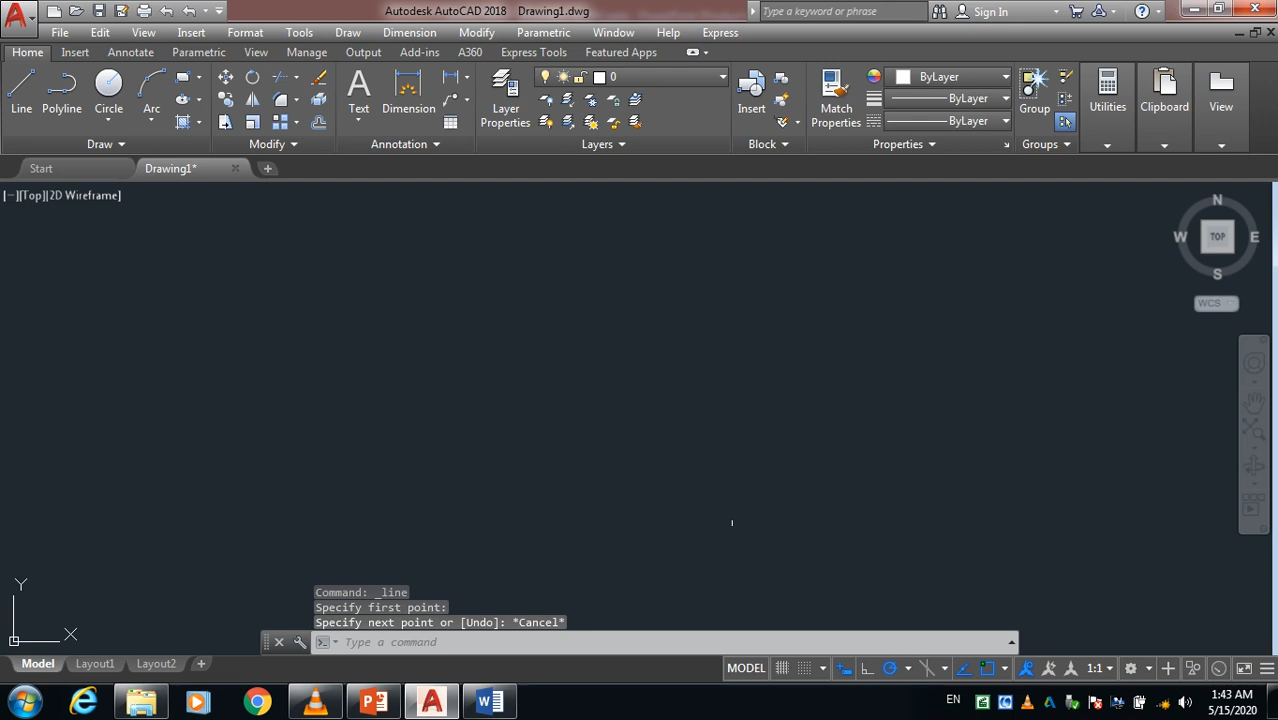 Autodesk AutoCAD 2018 Drawing1.dwg
Type a keyword or phrase
Sign In
File Edit View Insert Format Tools Draw Dimension Modify Parametric Window Help Express
Home Insert Annotate Parametric View Manage Output Add-ins A360 Express Tools Featured Apps
0
ByLayer
Line Polyline Circle Arc
A
Text Dimension
Layer
Properties
Insert
Match
Properties
ByLayer
ByLayer
Group
Utilities Clipboard View
Draw Modify Annotation Layers Block Properties Groups
Start Drawing1*
[−][Top][2D Wireframe]
N
W TOP E
S
WCS
Y
X
Command: _line
Specify first point:
Specify next point or [Undo]: *Cancel*
Type a command
Model Layout1 Layout2
MODEL 1:1
EN
1:43 AM
5/15/2020